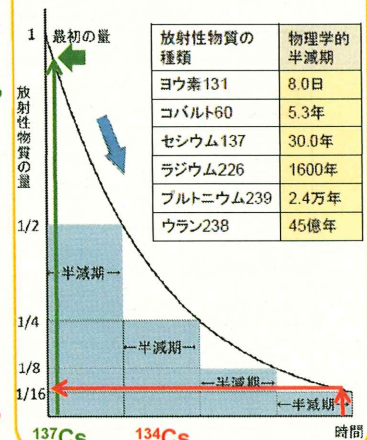 1
最初の量
放射性物質の量
1/2
1/4
1/8
1/16
←半減期→
←半減期→
←半減期→
←半減期→
137Cs
134Cs
時間
放射性物質の種類 物理学的半減期
ヨウ素131 8.0日
コバルト60 5.3年
セシウム137 30.0年
ラジウム226 1600年
プルトニウム239 2.4万年
ウラン238 45億年